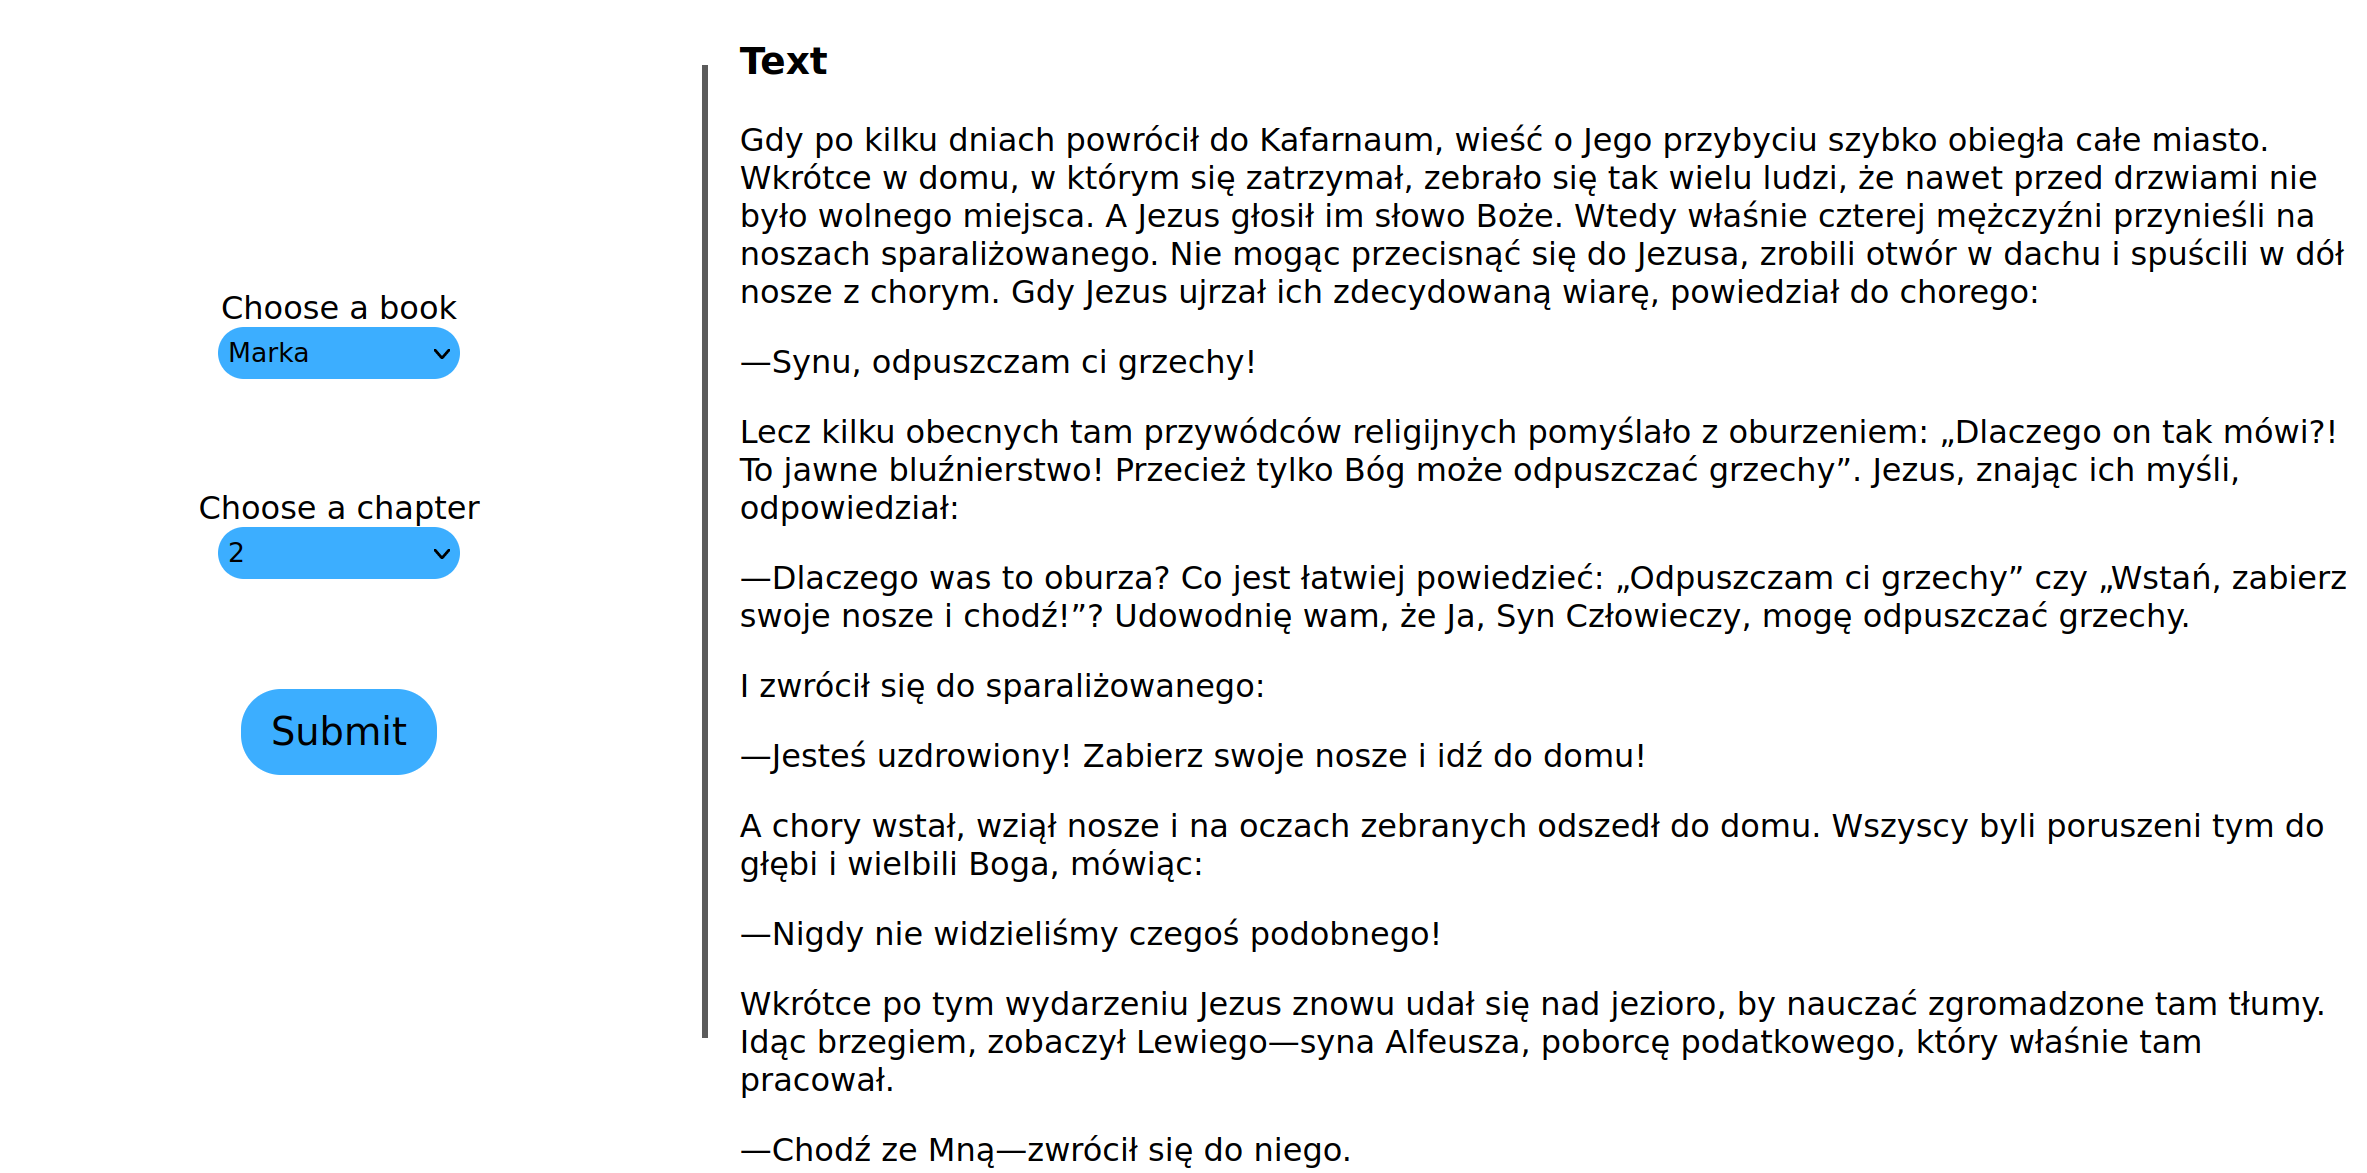 Choose a book
Marka
Choose a chapter
2
Submit
Text
Gdy po kilku dniach powrócił do Kafarnaum, wieść o Jego przybyciu szybko obiegła całe miasto.
Wkrótce w domu, w którym się zatrzymał, zebrało się tak wielu ludzi, że nawet przed drzwiami nie
było wolnego miejsca. A Jezus głosił im słowo Boże. Wtedy właśnie czterej mężczyźni przynieśli na
noszach sparaliżowanego. Nie mogąc przecisnąć się do Jezusa, zrobili otwór w dachu i spuścili w dół
nosze z chorym. Gdy Jezus ujrzał ich zdecydowaną wiarę, powiedział do chorego:
—Synu, odpuszczam ci grzechy!
Lecz kilku obecnych tam przywódców religijnych pomyślało z oburzeniem: „Dlaczego on tak mówi?!
To jawne bluźnierstwo! Przecież tylko Bóg może odpuszczać grzechy”. Jezus, znając ich myśli,
odpowiedział:
—Dlaczego was to oburza? Co jest łatwiej powiedzieć: „Odpuszczam ci grzechy” czy „Wstań, zabierz
swoje nosze i chodź!”? Udowodnię wam, że Ja, Syn Człowieczy, mogę odpuszczać grzechy.
I zwrócił się do sparaliżowanego:
—Jesteś uzdrowiony! Zabierz swoje nosze i idź do domu!
A chory wstał, wziął nosze i na oczach zebranych odszedł do domu. Wszyscy byli poruszeni tym do
głębi i wielbili Boga, mówiąc:
—Nigdy nie widzieliśmy czegoś podobnego!
Wkrótce po tym wydarzeniu Jezus znowu udał się nad jezioro, by nauczać zgromadzone tam tłumy.
Idąc brzegiem, zobaczył Lewiego—syna Alfeusza, poborcę podatkowego, który właśnie tam
pracował.
—Chodź ze Mną—zwrócił się do niego.